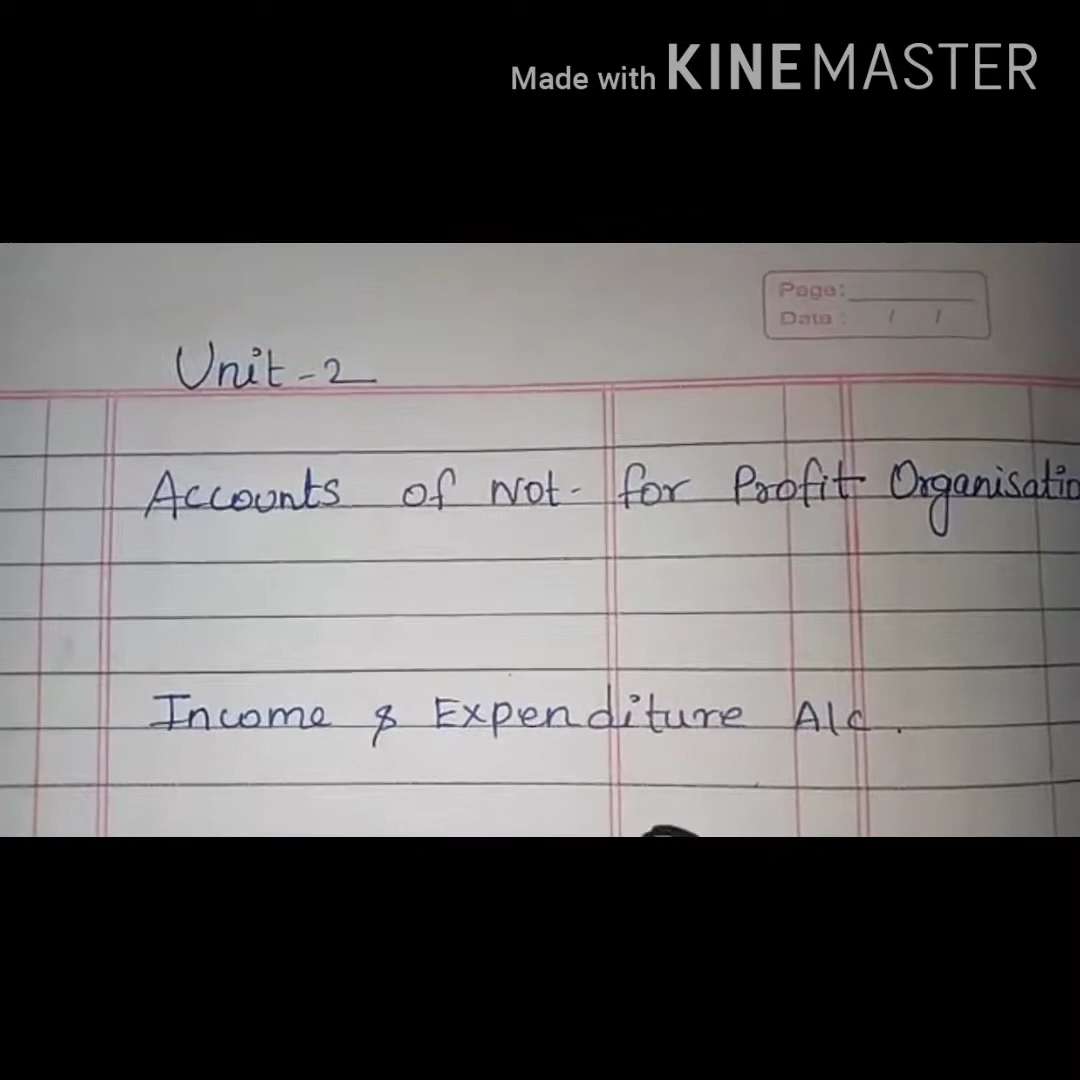 Made with KINEMASTER
Page:
Date : / /
Unit - 2
Accounts of Not - for Profit Organisatio
Income & Expenditure A/c .